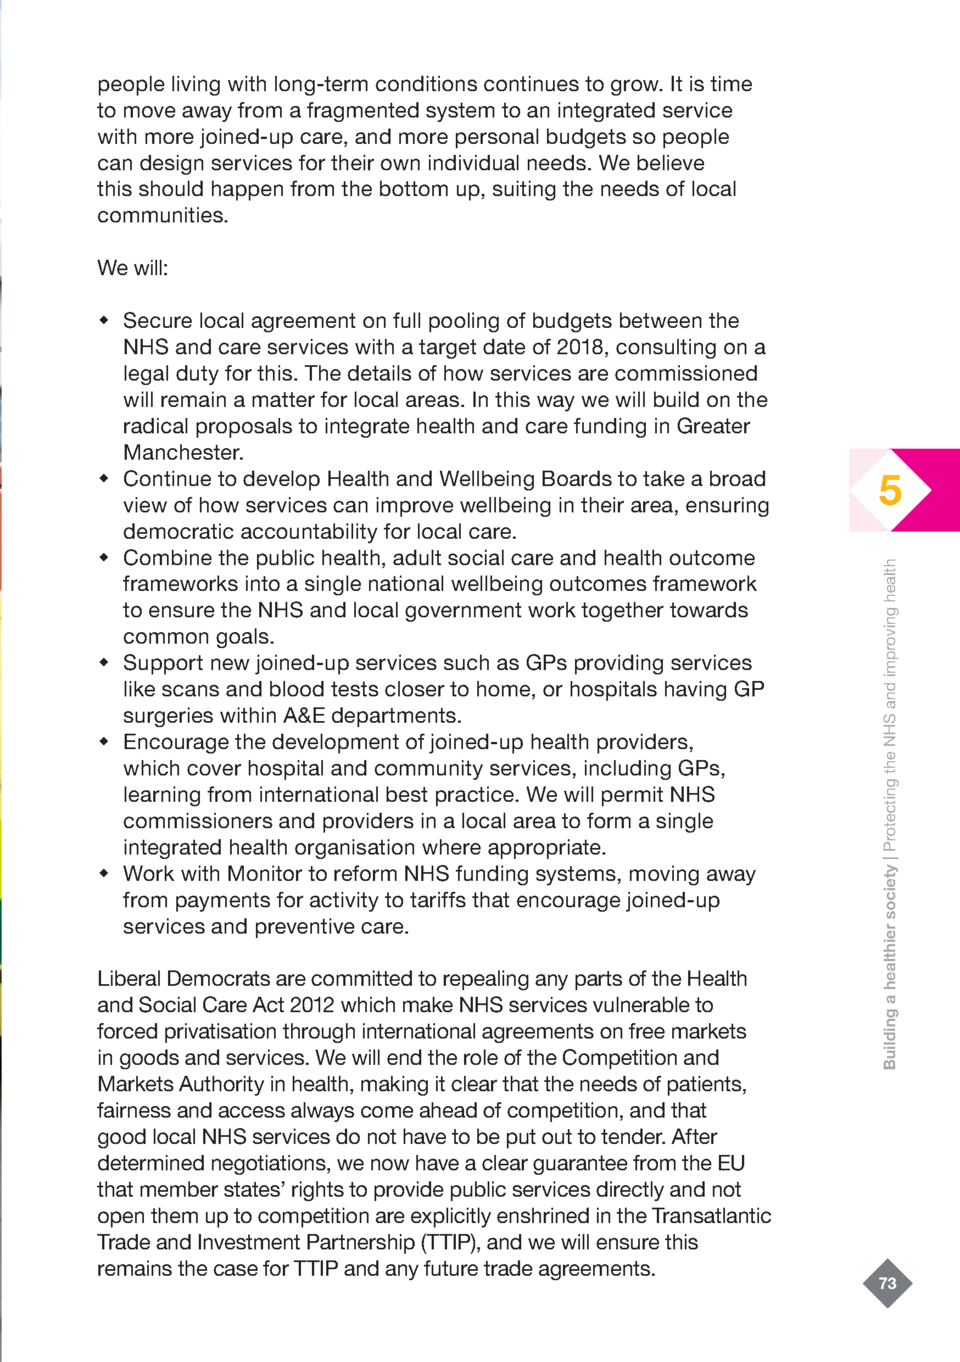 people living with long-term conditions continues to grow. It is time
to move away from a fragmented system to an integrated service
with more joined-up care, and more personal budgets so people
can design services for their own individual needs. We believe
this should happen from the bottom up, suiting the needs of local
communities.
We will:
◆ Secure local agreement on full pooling of budgets between the
NHS and care services with a target date of 2018, consulting on a
legal duty for this. The details of how services are commissioned
will remain a matter for local areas. In this way we will build on the
radical proposals to integrate health and care funding in Greater
Manchester.
◆ Continue to develop Health and Wellbeing Boards to take a broad
view of how services can improve wellbeing in their area, ensuring
democratic accountability for local care.
◆ Combine the public health, adult social care and health outcome
frameworks into a single national wellbeing outcomes framework
to ensure the NHS and local government work together towards
common goals.
◆ Support new joined-up services such as GPs providing services
like scans and blood tests closer to home, or hospitals having GP
surgeries within A&E departments.
◆ Encourage the development of joined-up health providers,
which cover hospital and community services, including GPs,
learning from international best practice. We will permit NHS
commissioners and providers in a local area to form a single
integrated health organisation where appropriate.
◆ Work with Monitor to reform NHS funding systems, moving away
from payments for activity to tariffs that encourage joined-up
services and preventive care.
Liberal Democrats are committed to repealing any parts of the Health
and Social Care Act 2012 which make NHS services vulnerable to
forced privatisation through international agreements on free markets
in goods and services. We will end the role of the Competition and
Markets Authority in health, making it clear that the needs of patients,
fairness and access always come ahead of competition, and that
good local NHS services do not have to be put out to tender. After
determined negotiations, we now have a clear guarantee from the EU
that member states’ rights to provide public services directly and not
open them up to competition are explicitly enshrined in the Transatlantic
Trade and Investment Partnership (TTIP), and we will ensure this
remains the case for TTIP and any future trade agreements.
5
Building a healthier society | Protecting the NHS and improving health
73